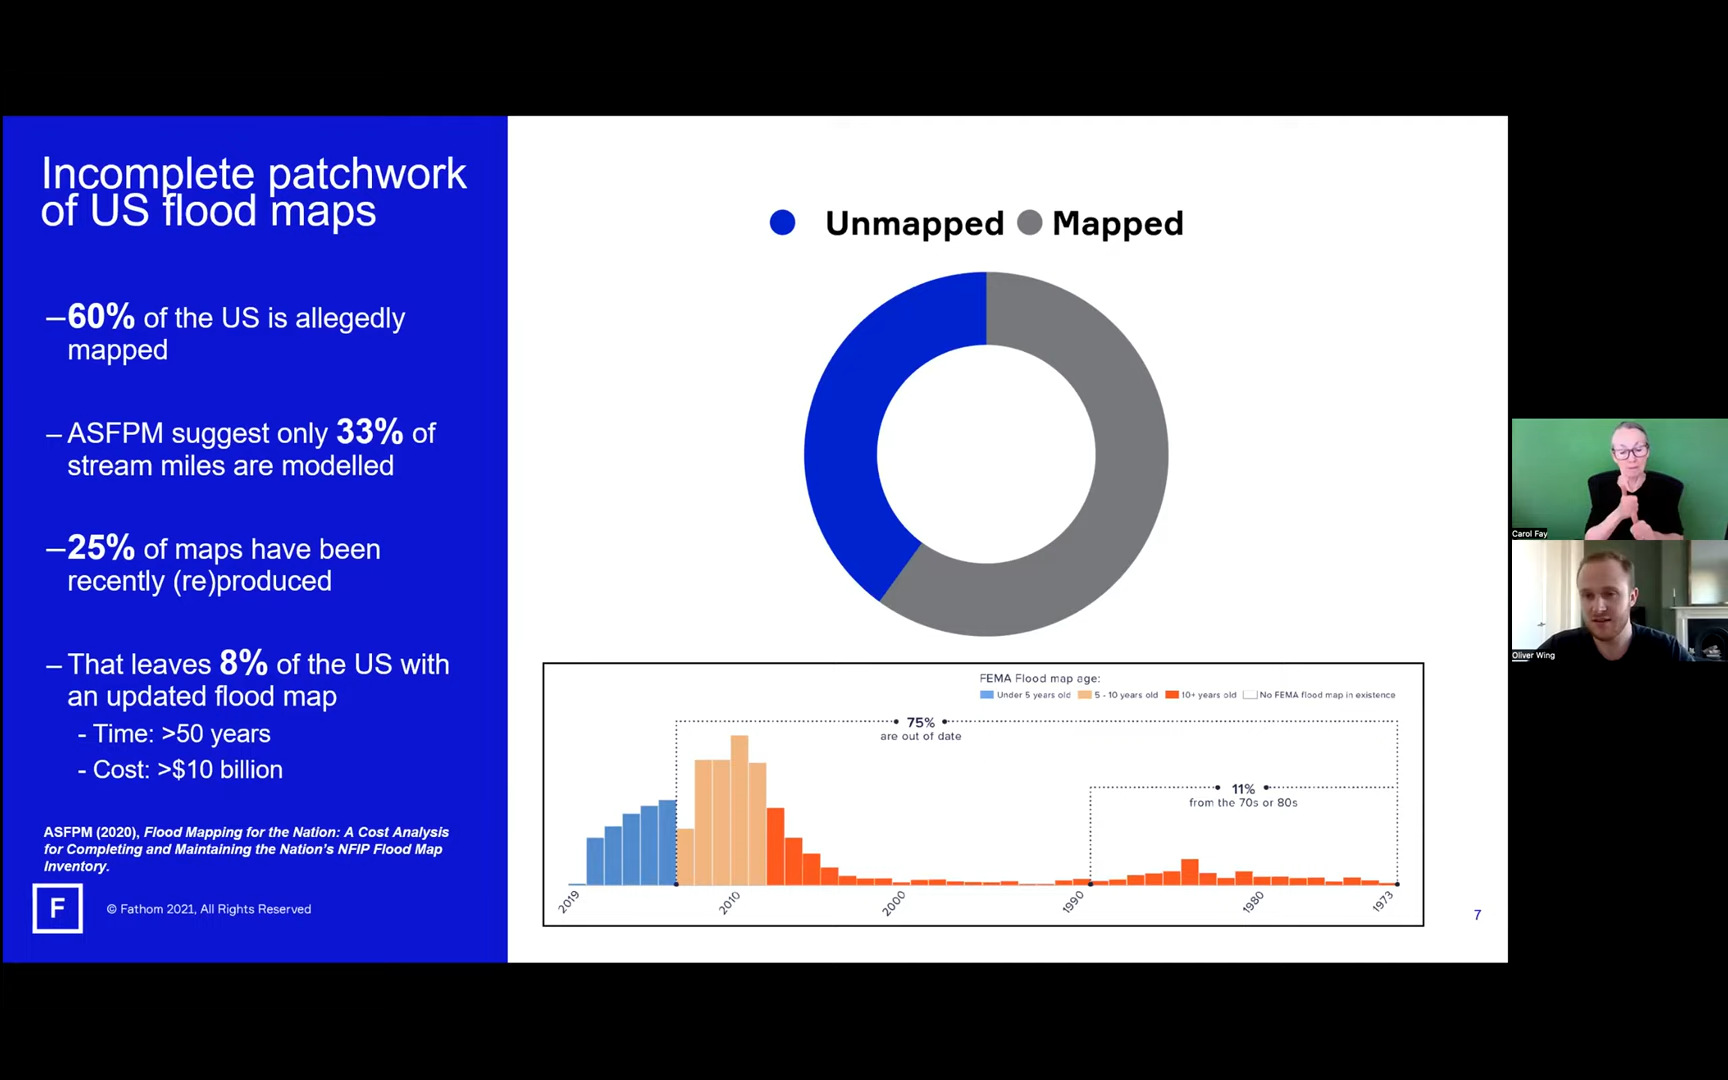 Incomplete patchwork
of US flood maps
–60% of the US is allegedly
mapped
– ASFPM suggest only 33% of
stream miles are modelled
–25% of maps have been
recently (re)produced
– That leaves 8% of the US with
an updated flood map
- Time: >50 years
- Cost: >$10 billion
ASFPM (2020), Flood Mapping for the Nation: A Cost Analysis
for Completing and Maintaining the Nation's NFIP Flood Map
Inventory.
F
© Fathom 2021, All Rights Reserved
Unmapped Mapped
FEMA Flood map age:
Under 5 years old 5 - 10 years old 10+ years old No FEMA flood map in existence
75%
are out of date
11%
from the 70s or 80s
2019 2010 2000 1990 1980 1973
7
Carol Fay
Oliver Wing